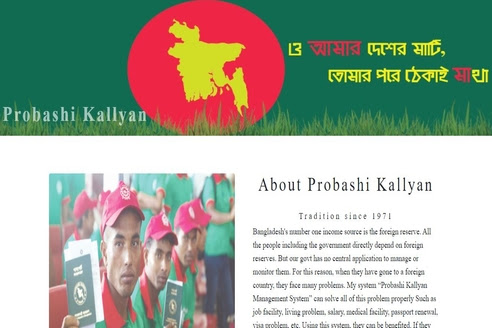 ও আমার দেশের মাটি,
তোমার পরে ঠেকাই মাথা
Probashi Kallyan
About Probashi Kallyan
Tradition since 1971
Bangladesh's number one income source is the foreign reserve. All
the people including the government directly depend on foreign
reserves. But our govt has no central application to manage or
monitor them. For this reason, when they have gone to a foreign
country, they face many problems. My system “Probashi Kallyan
Management System” can solve all of this problem properly Such as
job facility, living problem, salary, medical facility, passport renewal,
visa problem, etc. Using this system, they can be benefited. If they